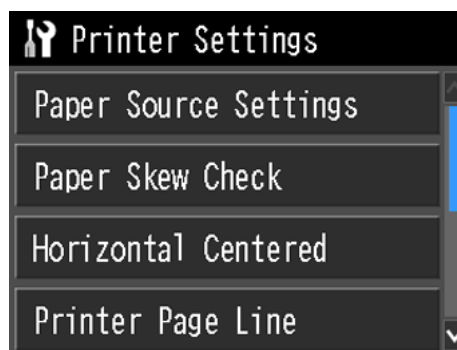 Printer Settings
Paper Source Settings
Paper Skew Check
Horizontal Centered
Printer Page Line